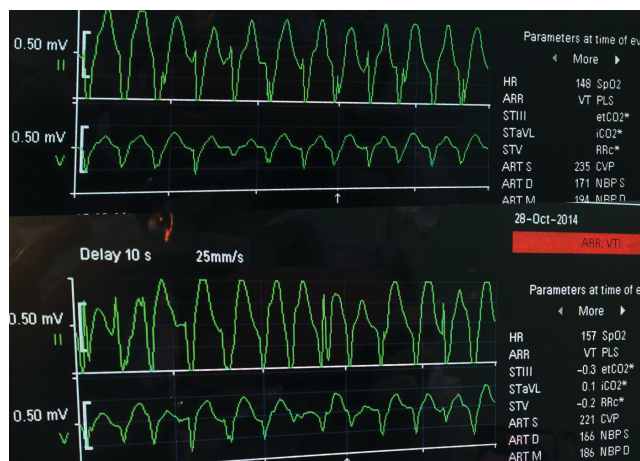 0.50 mV
II
Parameters at time of ev
More
HR 148 SpO2
ARR VT PLS
STIII etCO2*
STaVL iCO2*
0.50 mV
STV RRc*
V
ART S 235 CVP
ART D 171 NBP S
ART M 194 NBP D
28-Oct-2014
ARR: VTI
Delay 10 s 25mm/s
Parameters at time of e
More
0.50 mV
II
HR 157 SpO2
ARR VT PLS
STIII -0.3 etCO2*
STaVL 0.1 iCO2*
STV -0.2 RRc*
0.50 mV
V
ART S 221 CVP
ART D 166 NBP S
ART M 186 NBP D